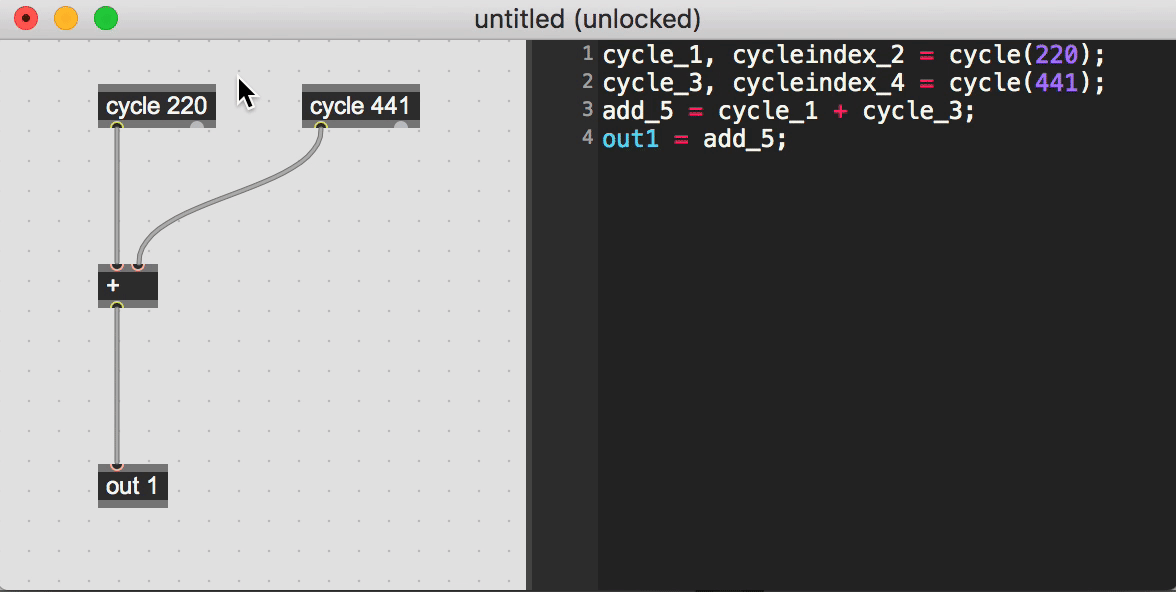 untitled (unlocked)
cycle 220
cycle 441
+
out 1
1 cycle_1, cycleindex_2 = cycle(220);
2 cycle_3, cycleindex_4 = cycle(441);
3 add_5 = cycle_1 + cycle_3;
4 out1 = add_5;